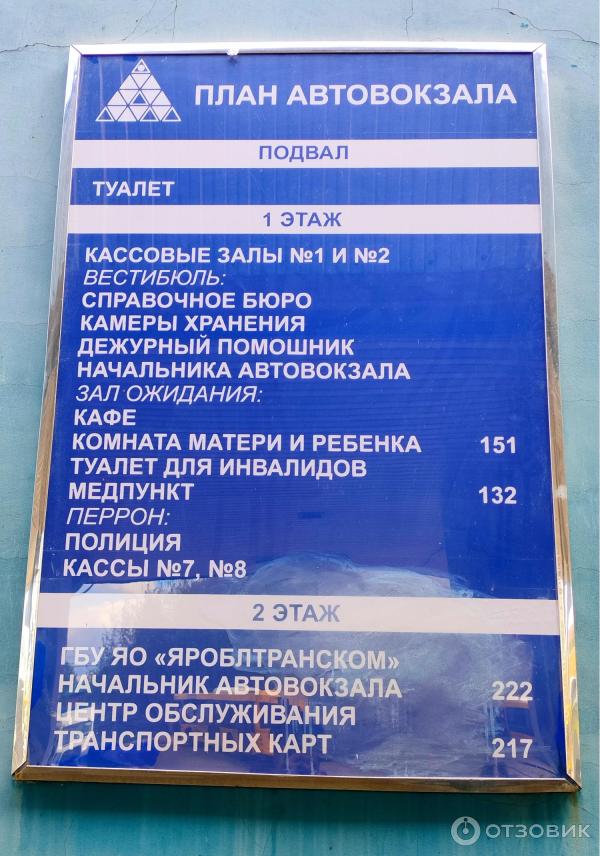 ПЛАН АВТОВОКЗАЛА
ПОДВАЛ
ТУАЛЕТ
1 ЭТАЖ
КАССОВЫЕ ЗАЛЫ №1 И №2
ВЕСТИБЮЛЬ:
СПРАВОЧНОЕ БЮРО
КАМЕРЫ ХРАНЕНИЯ
ДЕЖУРНЫЙ ПОМОШНИК
НАЧАЛЬНИКА АВТОВОКЗАЛА
ЗАЛ ОЖИДАНИЯ:
КАФЕ
КОМНАТА МАТЕРИ И РЕБЕНКА 151
ТУАЛЕТ ДЛЯ ИНВАЛИДОВ
МЕДПУНКТ 132
ПЕРРОН:
ПОЛИЦИЯ
КАССЫ №7, №8
2 ЭТАЖ
ГБУ ЯО «ЯРОБЛТРАНСКОМ»
НАЧАЛЬНИК АВТОВОКЗАЛА 222
ЦЕНТР ОБСЛУЖИВАНИЯ
ТРАНСПОРТНЫХ КАРТ 217
ОТЗОВИК